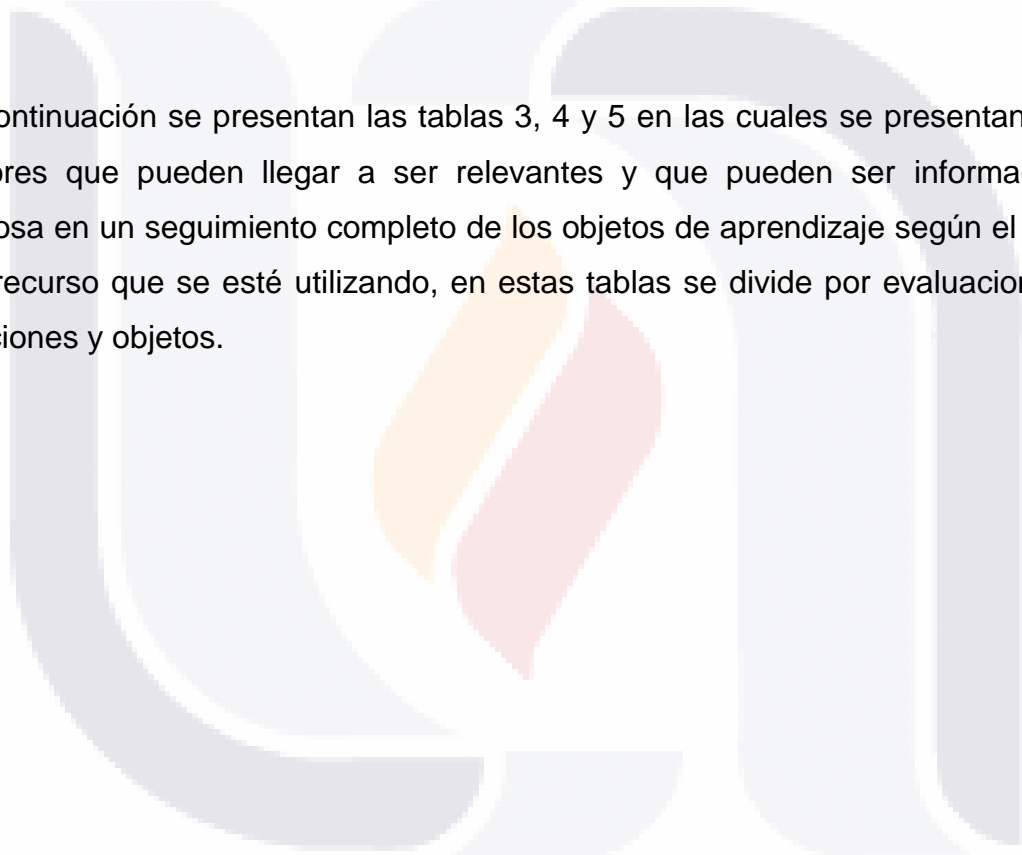 ontinuación se presentan las tablas 3, 4 y 5 en las cuales se presentan
ores que pueden llegar a ser relevantes y que pueden ser informa
osa en un seguimiento completo de los objetos de aprendizaje según el
recurso que se esté utilizando, en estas tablas se divide por evaluacion
ciones y objetos.